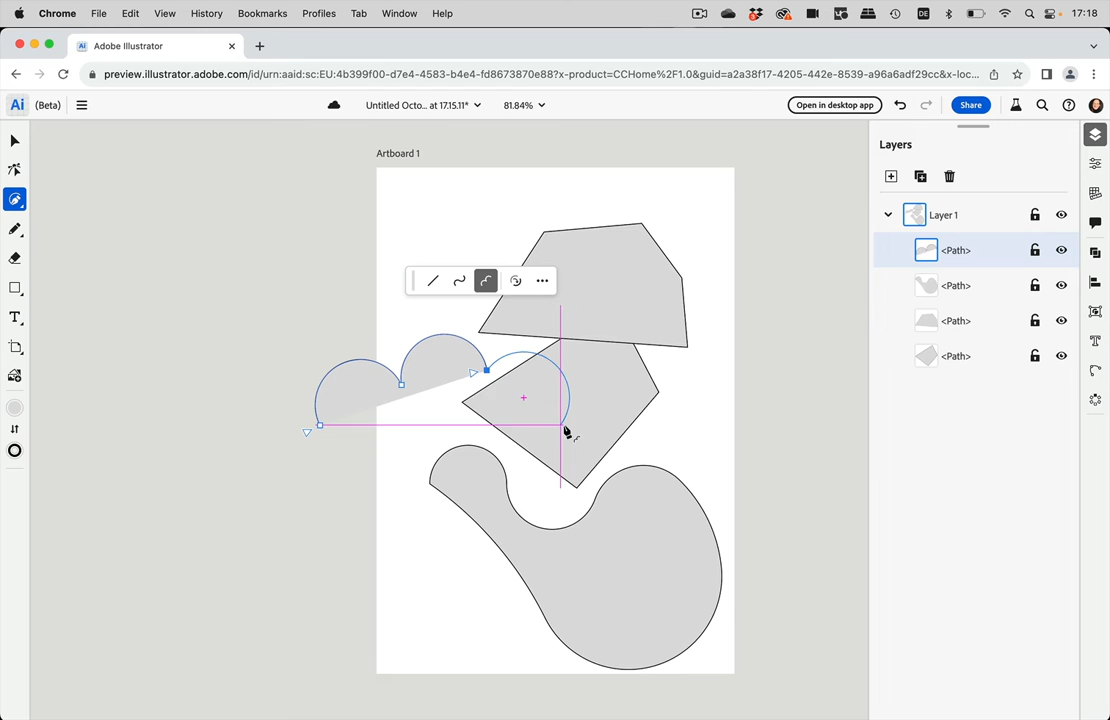 Chrome File Edit View History Bookmarks Profiles Tab Window Help DE 17:18
Ai Adobe Illustrator
preview.illustrator.adobe.com/id/urn:aaid:sc:EU:4b399f00-d7e4-4583-b4e4-fd8673870e88?x-product=CCHome%2F1.0&guid=a2a38f17-4205-442e-8539-a96a6adf29cc&x-loc...
Ai (Beta) Untitled Octo... at 17.15.11* 81.84% Open in desktop app Share
Artboard 1
Layers
Layer 1
<Path>
<Path>
<Path>
<Path>